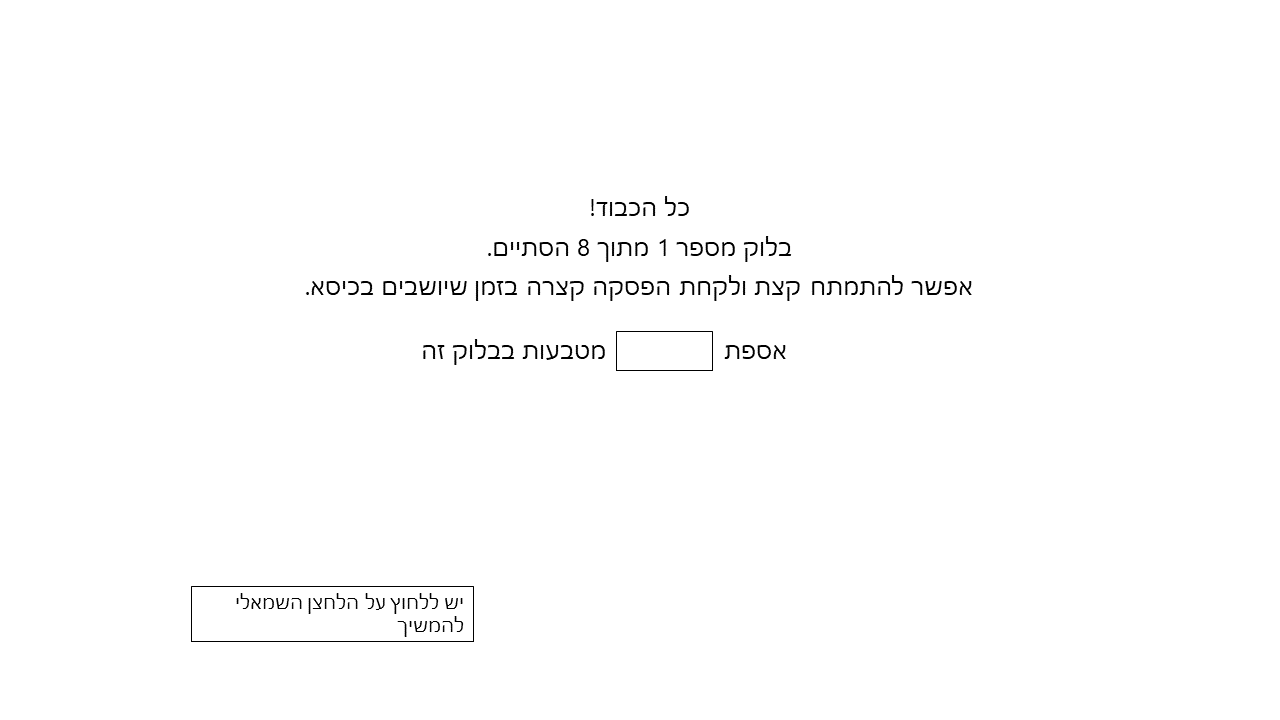 כל הכבוד!
בלוק מספר 1 מתוך 8 הסתיים.
אפשר להתמתח קצת ולקחת הפסקה קצרה בזמן שיושבים בכיסא.
אספת מטבעות בבלוק זה
יש ללחוץ על הלחצן השמאלי
להמשיך